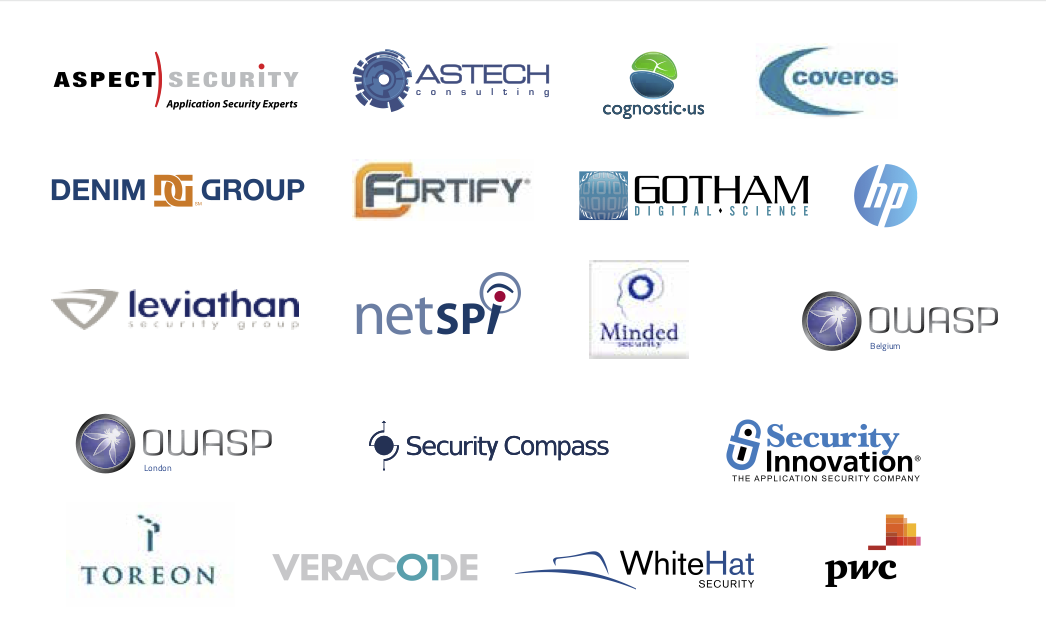 ASPECT SECURITY
Application Security Experts
ASTECH
consulting
cognostic•us
coveros
DENIM DG GROUP
SM
FORTIFY®
GOTHAM
DIGITAL ♦ SCIENCE
hp
leviathan
security group
netSPi
Minded
security
OWASP
Belgium
OWASP
London
Security Compass
Security
Innovation®
THE APPLICATION SECURITY COMPANY
TOREON
VERACODE
WhiteHat
SECURITY
pwc